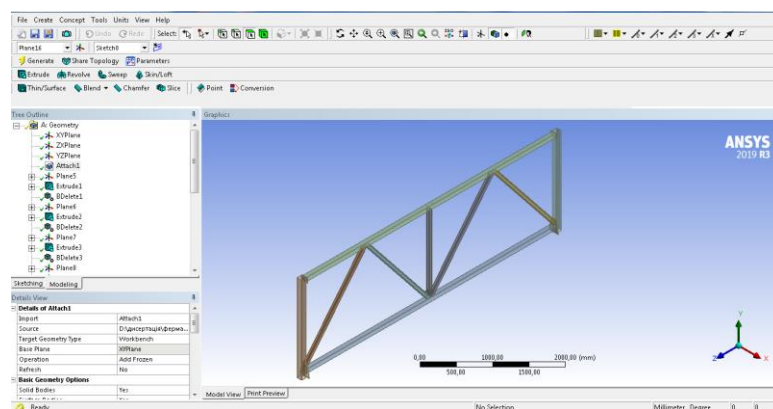 File Create Concept Tools Units View Help
Undo Redo Select:
Plane16 Sketch8
Generate Share Topology Parameters
Extrude Revolve Sweep Skin/Loft
Thin/Surface Blend Chamfer Slice Point Conversion
Tree Outline
Graphics
A: Geometry
XYPlane
ZXPlane
YZPlane
Attach1
Plane5
Extrude1
BDelete1
Plane6
Extrude2
BDelete2
Plane7
Extrude3
BDelete3
Plane8
ANSYS
2019 R3
Sketching Modeling
Details View
Details of Attach1
Import Attach1
Source D:\дисертація\ферма...
Target Geometry Type Workbench
Base Plane XYPlane
Operation Add Frozen
Refresh No
Basic Geometry Options
Solid Bodies Yes
0,00 1000,00 2000,00 (mm)
500,00 1500,00
Y
Z X
Model View Print Preview
Ready No Selection Millimeter Degree 0 0